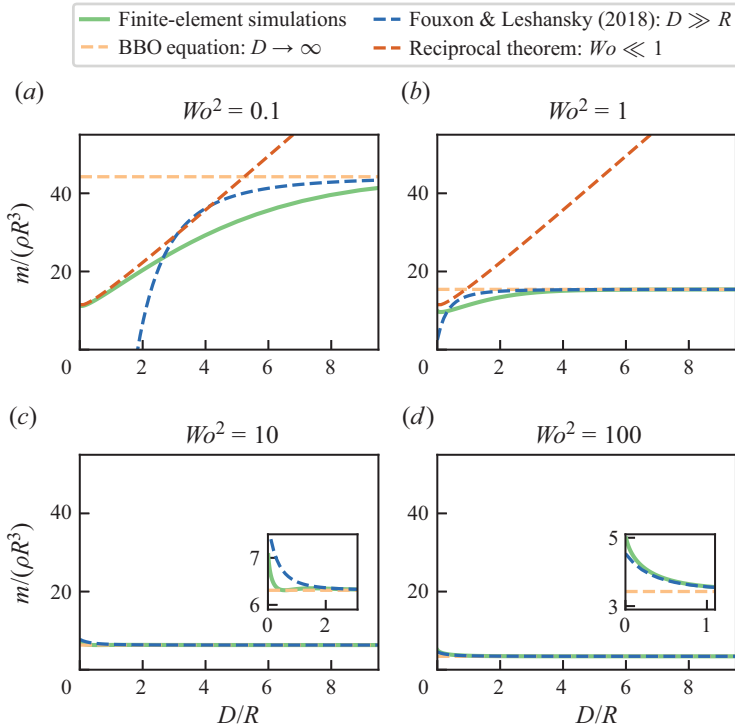 Finite-element simulations
Fouxon & Leshansky (2018): D ≫ R
BBO equation: D → ∞
Reciprocal theorem: Wo ≪ 1
(a)
Wo² = 0.1
(b)
Wo² = 1
m/(ρR³)
40
20
0
2
4
6
8
40
20
0
2
4
6
8
(c)
Wo² = 10
(d)
Wo² = 100
m/(ρR³)
40
20
0
2
4
6
8
7
6
0
2
D/R
40
20
0
2
4
6
8
5
3
0
1
D/R
m/(ρR³)
m/(ρR³)